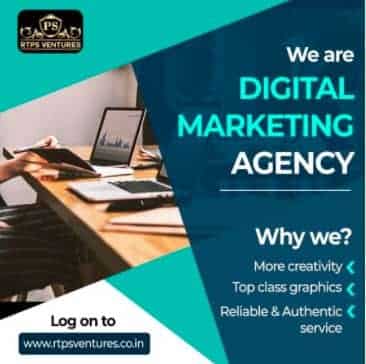 PS
RTPS VENTURES
We are
DIGITAL
MARKETING
AGENCY
Why we?
More creativity
Top class graphics
Reliable & Authentic
service
Log on to
www.rtpsventures.co.in